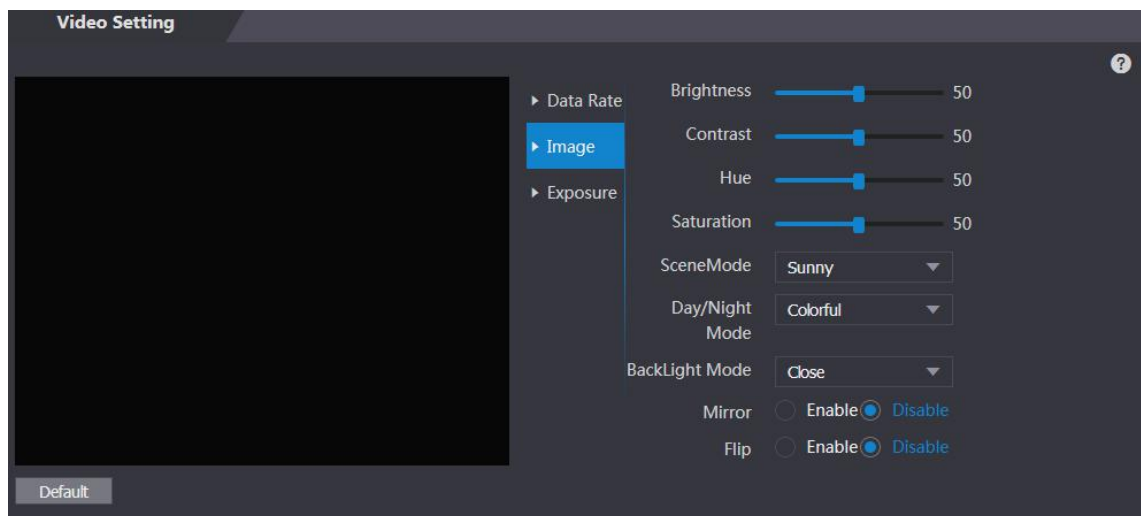 Video Setting
?
Data Rate
Image
Exposure
Brightness 50
Contrast 50
Hue 50
Saturation 50
SceneMode Sunny
Day/Night
Mode Colorful
BackLight Mode Close
Mirror Enable Disable
Flip Enable Disable
Default